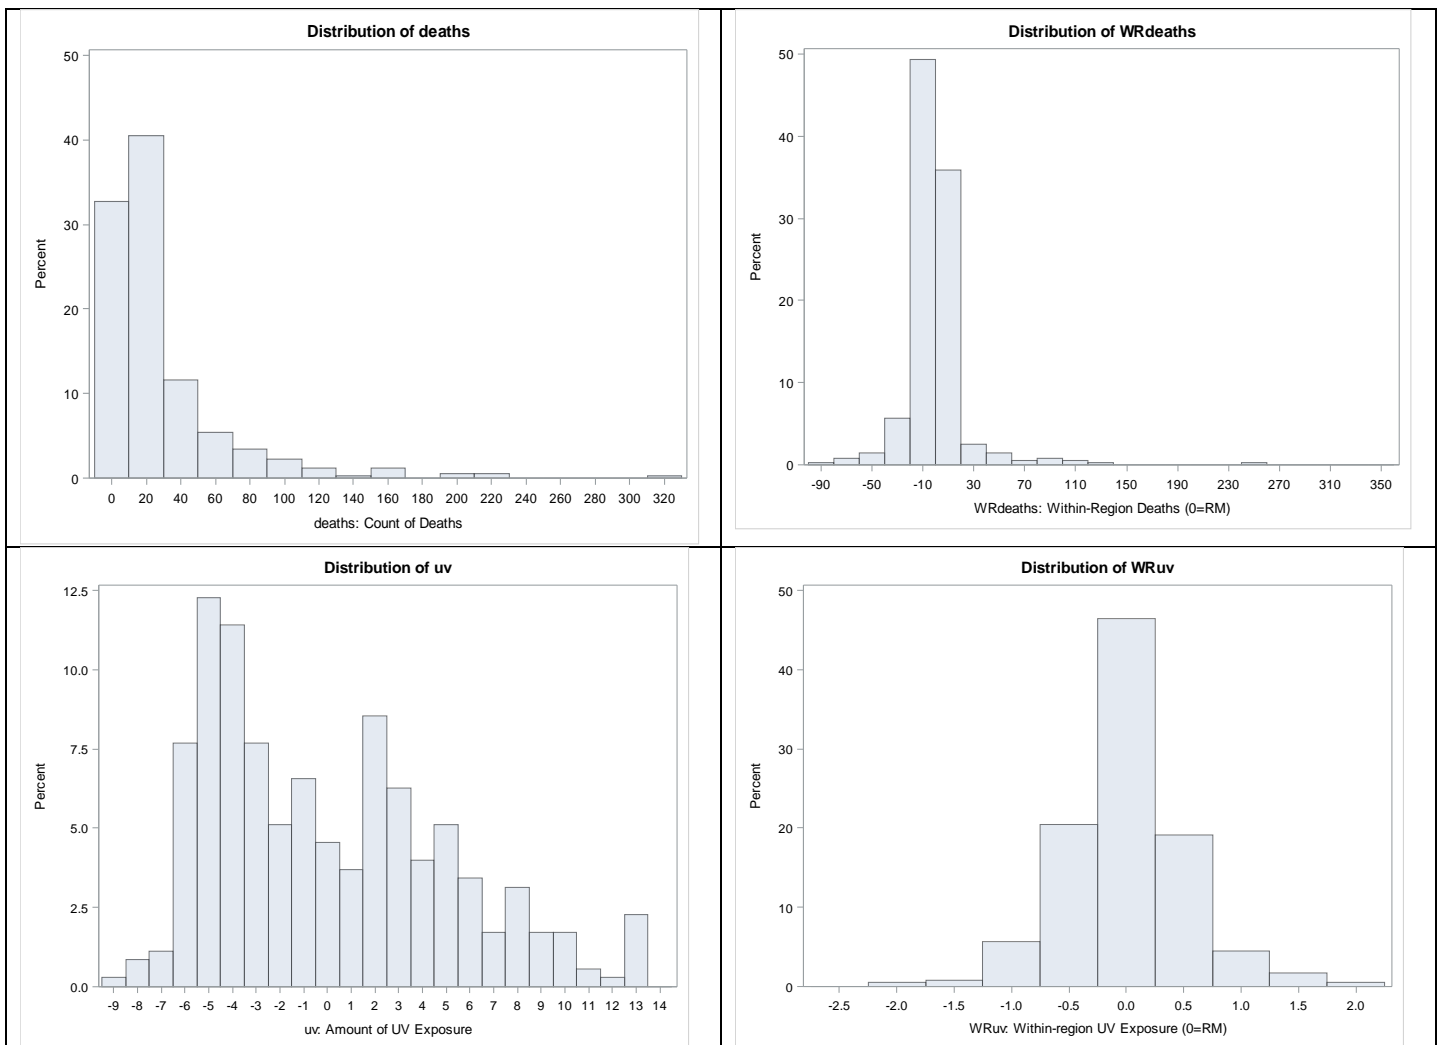 Distribution of deaths
50
40
30
20
10
0
Percent
0 20 40 60 80 100 120 140 160 180 200 220 240 260 280 300 320
deaths: Count of Deaths
Distribution of WRdeaths
50
40
30
20
10
0
Percent
-90 -50 -10 30 70 110 150 190 230 270 310 350
WRdeaths: Within-Region Deaths (0=RM)
Distribution of uv
12.5
10.0
7.5
5.0
2.5
0.0
Percent
-9 -8 -7 -6 -5 -4 -3 -2 -1 0 1 2 3 4 5 6 7 8 9 10 11 12 13 14
uv: Amount of UV Exposure
Distribution of WRuv
50
40
30
20
10
0
Percent
-2.5 -2.0 -1.5 -1.0 -0.5 0.0 0.5 1.0 1.5 2.0
WRuv: Within-region UV Exposure (0=RM)